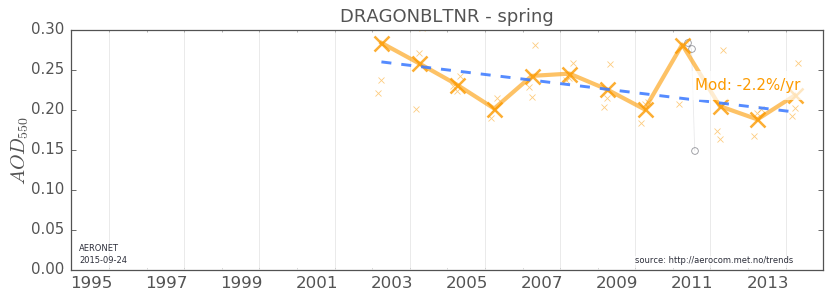 DRAGONBLTNR - spring
0.30
0.25
0.20
0.15
0.10
0.05
0.00
AOD550
Mod: -2.2%/yr
AERONET
2015-09-24
source: http://aerocom.met.no/trends
1995 1997 1999 2001 2003 2005 2007 2009 2011 2013